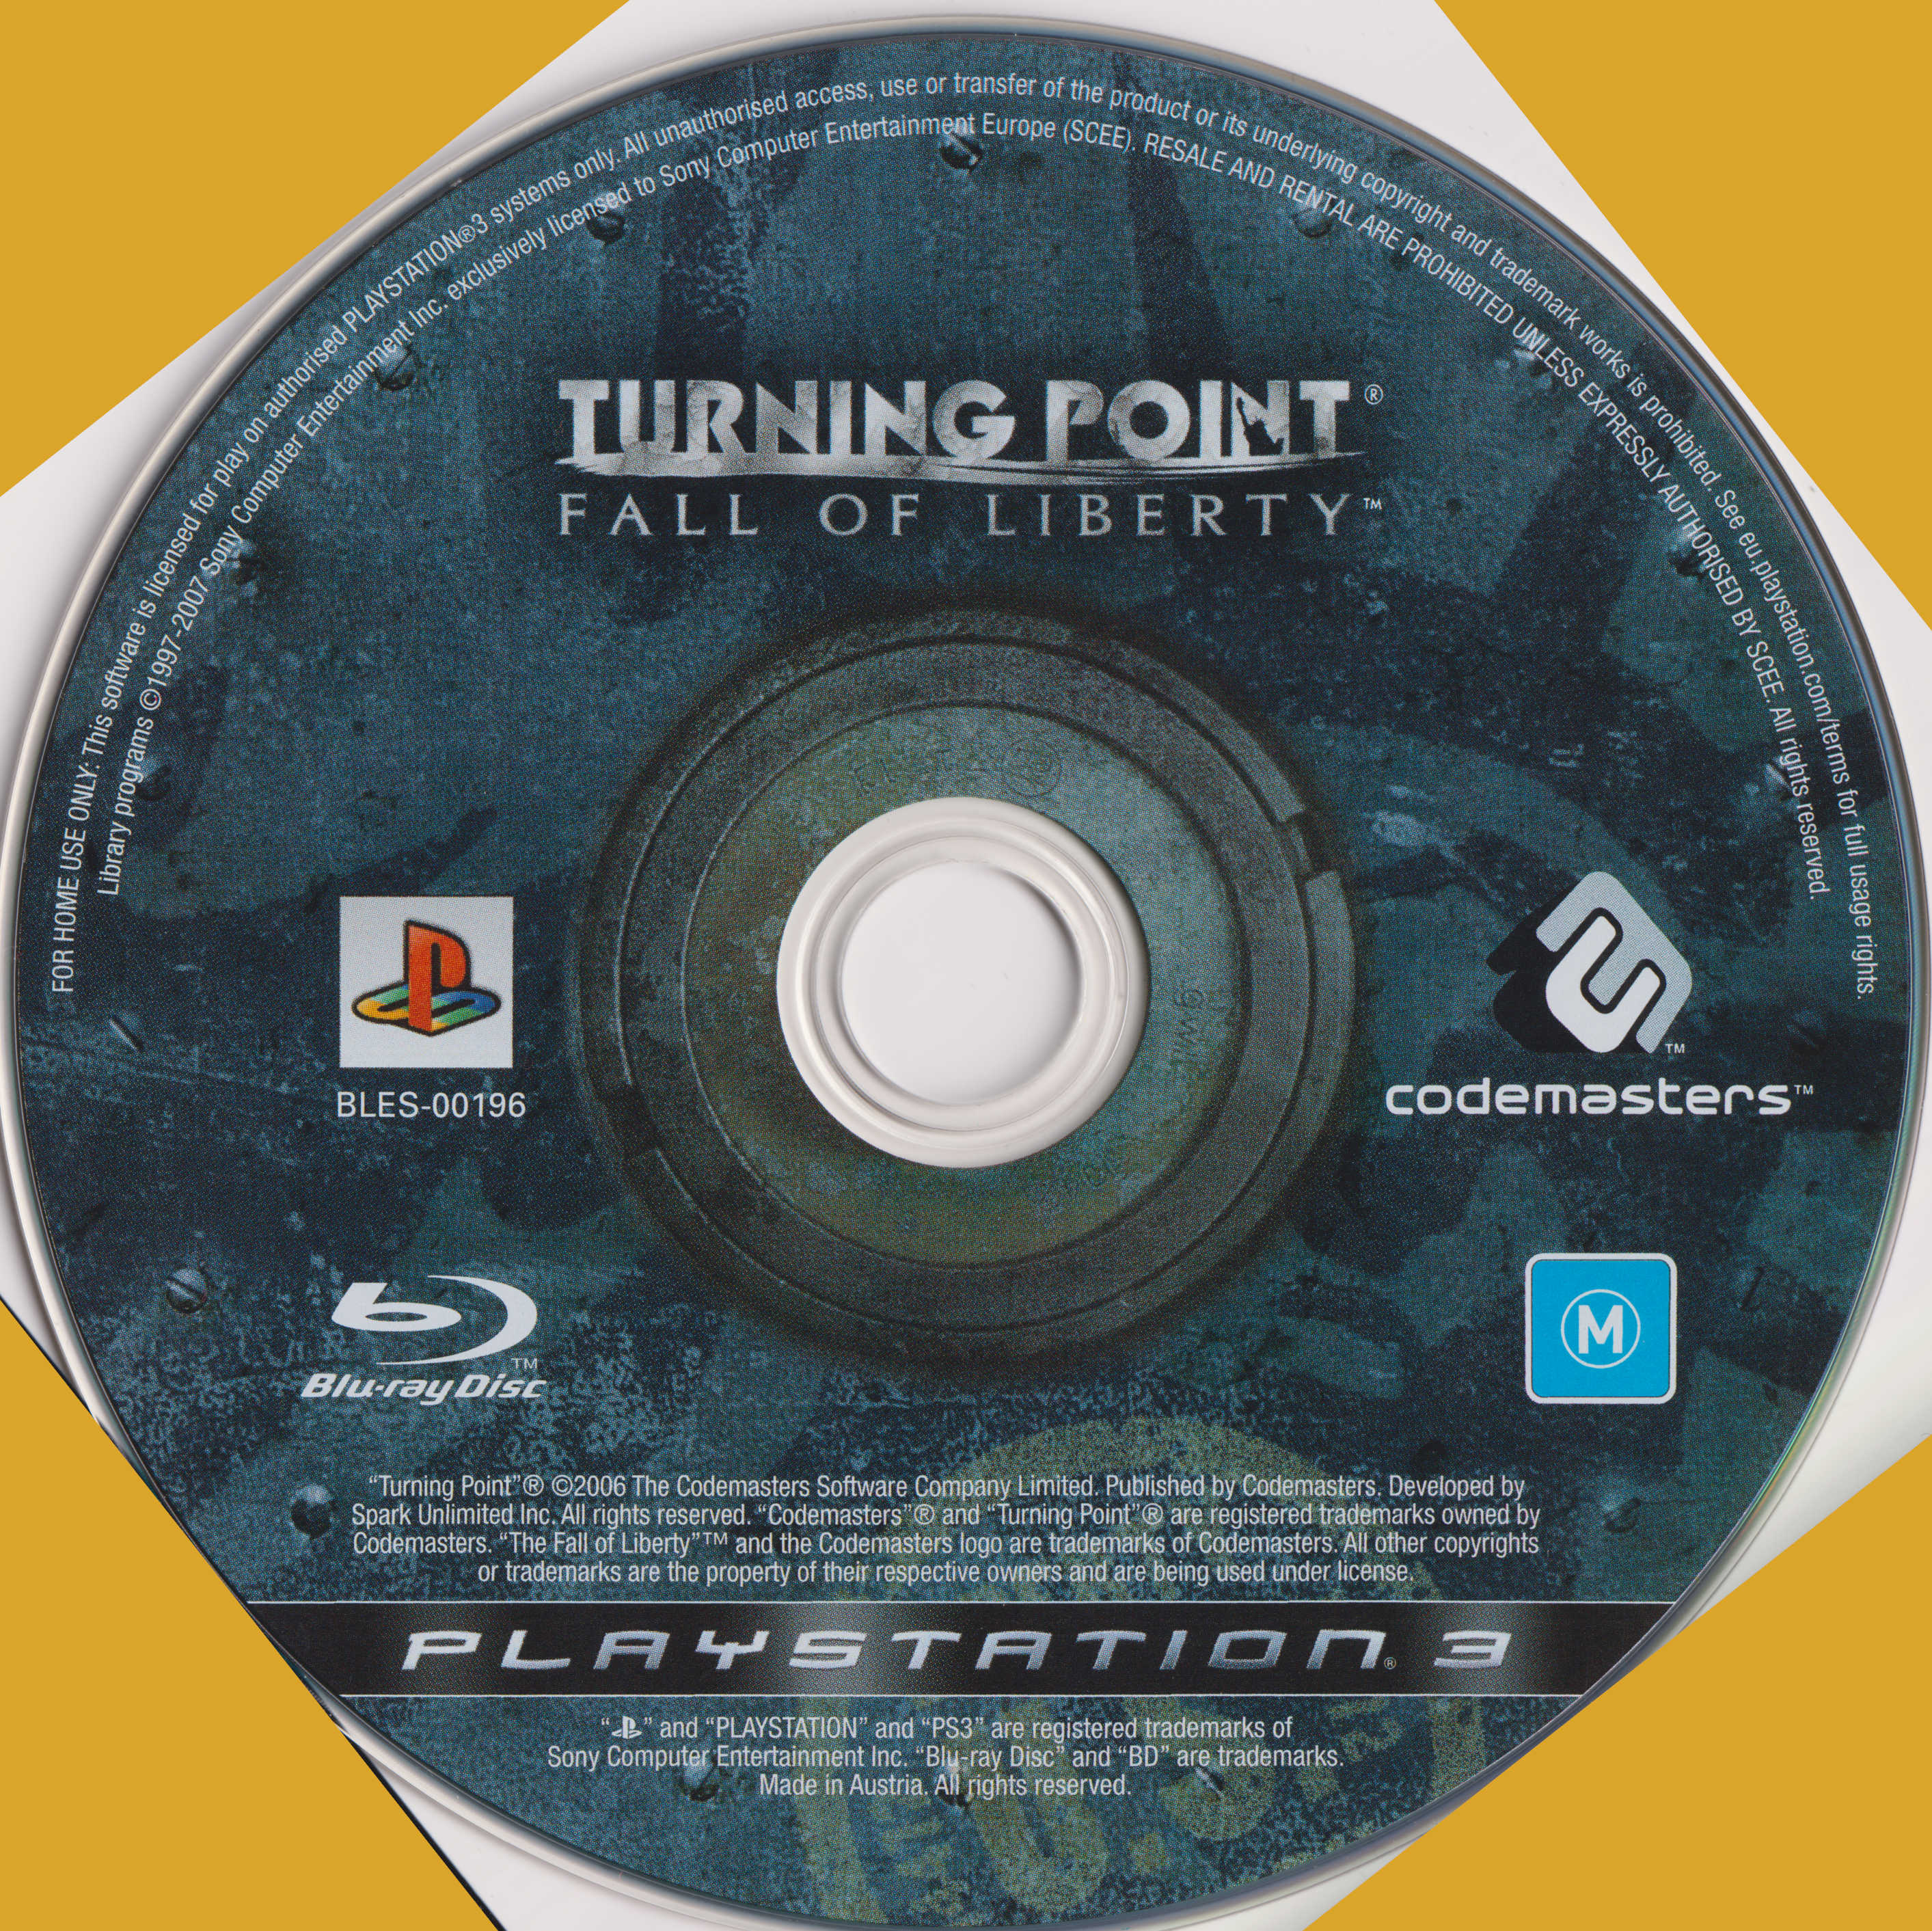 FOR HOME USE ONLY: This software is licensed for play on authorised PLAYSTATION®3 systems only. All unauthorised access, use or transfer of the product or its underlying copyright and trademark works is prohibited. See eu.playstation.com/terms for full usage rights.
Library programs ©1997-2007 Sony Computer Entertainment Inc. exclusively licensed to Sony Computer Entertainment Europe (SCEE). RESALE AND RENTAL ARE PROHIBITED UNLESS EXPRESSLY AUTHORISED BY SCEE. All rights reserved.
TURNING POINT®
FALL OF LIBERTY™
BLES-00196
™
codemasters™
™
Blu-ray Disc
M
“Turning Point”® ©2006 The Codemasters Software Company Limited. Published by Codemasters. Developed by
Spark Unlimited Inc. All rights reserved. “Codemasters”® and “Turning Point”® are registered trademarks owned by
Codemasters. “The Fall of Liberty”™ and the Codemasters logo are trademarks of Codemasters. All other copyrights
or trademarks are the property of their respective owners and are being used under license.
PLAYSTATION® 3
“ ” and “PLAYSTATION” and “PS3” are registered trademarks of
Sony Computer Entertainment Inc. “Blu-ray Disc” and “BD” are trademarks.
Made in Austria. All rights reserved.